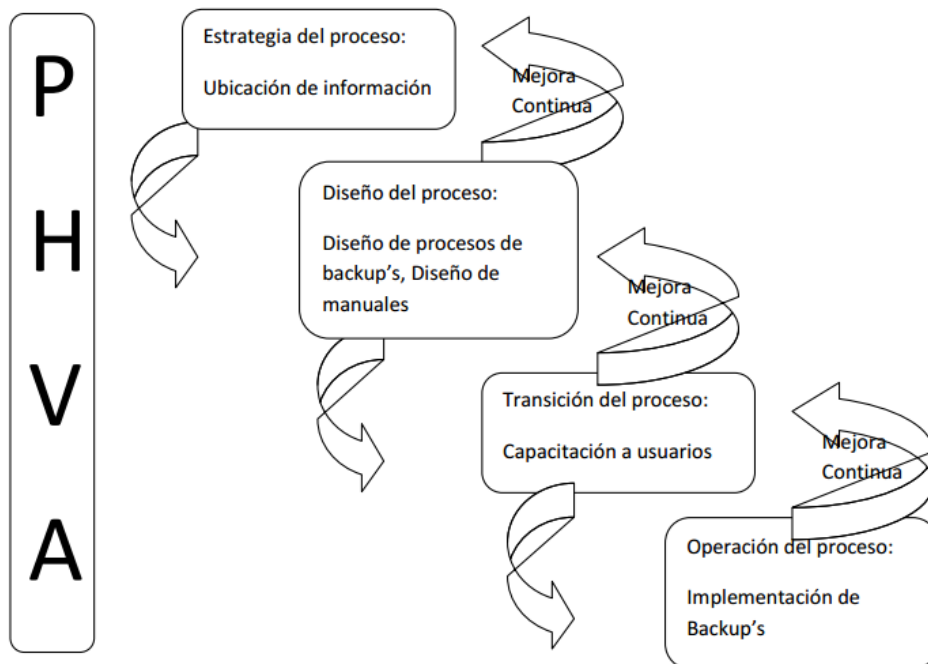 P
H
V
A
Estrategia del proceso:
Ubicación de información
Mejora
Continua
Diseño del proceso:
Diseño de procesos de
backup’s, Diseño de
manuales
Mejora
Continua
Transición del proceso:
Capacitación a usuarios
Mejora
Continua
Operación del proceso:
Implementación de
Backup’s